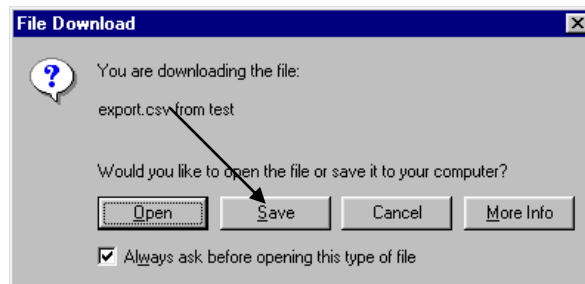 File Download
You are downloading the file:
export.csv from test
Would you like to open the file or save it to your computer?
Open Save Cancel More Info
Always ask before opening this type of file